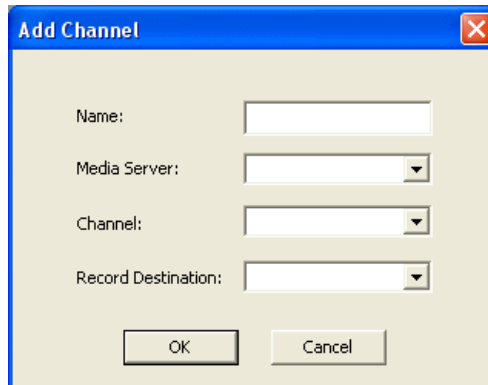 Add Channel
Name:
Media Server:
Channel:
Record Destination:
OK Cancel